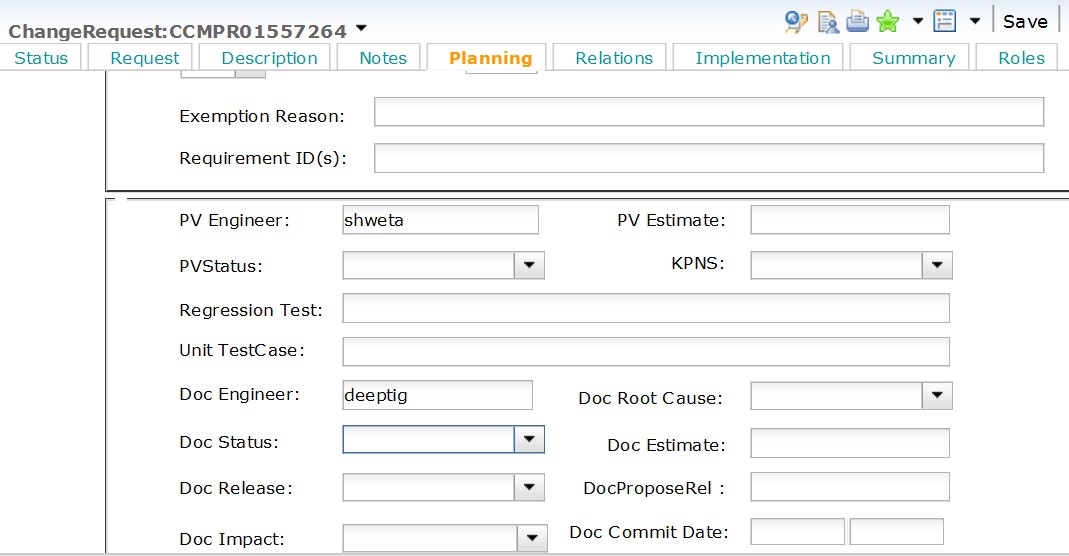 ChangeRequest:CCMPR01557264
Save
Status Request Description Notes Planning Relations Implementation Summary Roles
Exemption Reason:
Requirement ID(s):
PV Engineer: shweta PV Estimate:
PVStatus: KPNS:
Regression Test:
Unit TestCase:
Doc Engineer: deeptig Doc Root Cause:
Doc Status: Doc Estimate:
Doc Release: DocProposeRel :
Doc Impact: Doc Commit Date: